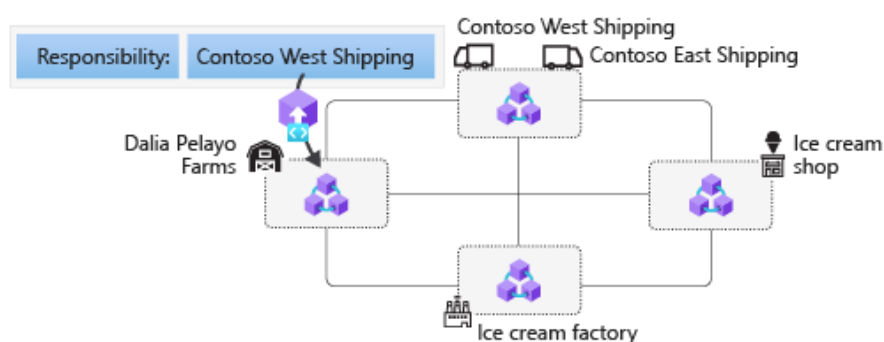 Contoso West Shipping
Responsibility: Contoso West Shipping
Contoso East Shipping
Dalia Pelayo
Farms
Ice cream
shop
Ice cream factory